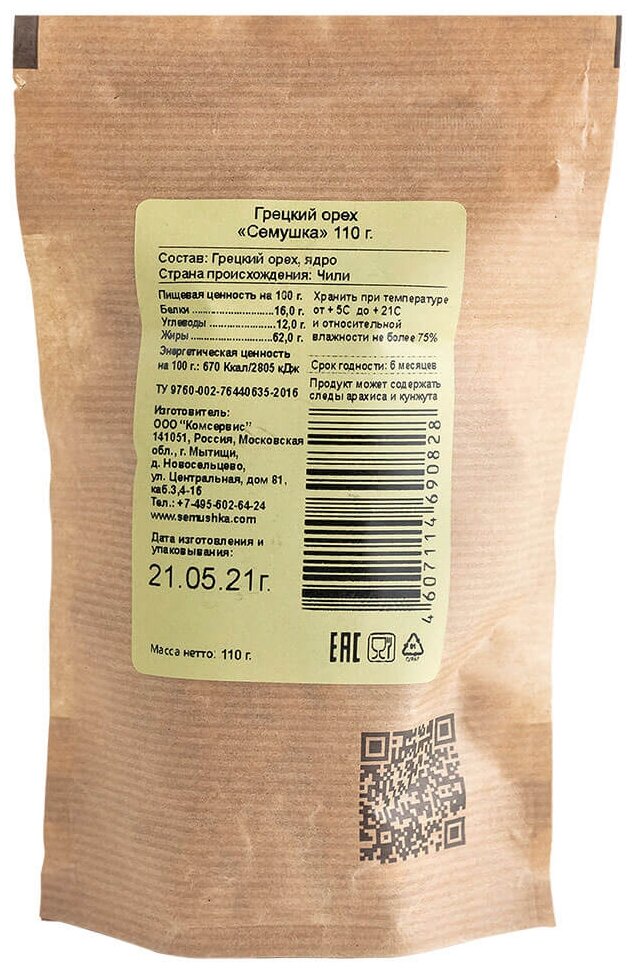 Грецкий орех
«Семушка» 110 г.
Состав: Грецкий орех, ядро
Страна происхождения: Чили
Пищевая ценность на 100 г.
Белки ........................... 16,0 г.
Углеводы ................... 12,0 г.
Жиры ........................... 62,0 г.
Энергетическая ценность
на 100 г.: 670 Ккал/2805 кДж
ТУ 9760-002-76440635-2016
Изготовитель:
ООО "Комсервис"
141051, Россия, Московская
обл., г. Мытищи,
д. Новосельцево,
ул. Центральная, дом 81,
каб.3,4-16
Тел.: +7-495-602-64-24
www.semushka.com
Дата изготовления и
упаковывания:
21.05.21г.
Масса нетто: 110 г.
Хранить при температуре
от + 5С до + 21С
и относительной
влажности не более 75%
Срок годности: 6 месяцев
Продукт может содержать
следы арахиса и кунжута
4 607114 690828
EAC
01